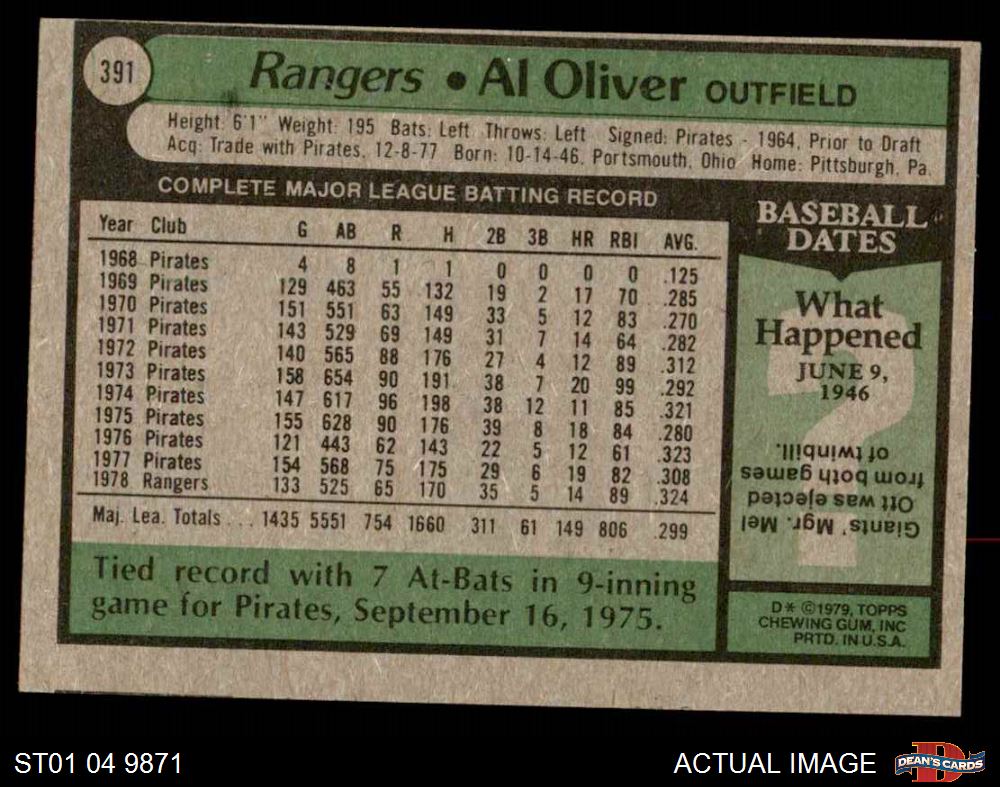 391
Rangers • Al Oliver OUTFIELD
Height: 6'1" Weight: 195 Bats: Left Throws: Left Signed: Pirates - 1964, Prior to Draft
Acq: Trade with Pirates, 12-8-77 Born: 10-14-46, Portsmouth, Ohio Home: Pittsburgh, Pa.
COMPLETE MAJOR LEAGUE BATTING RECORD
Year Club G AB R H 2B 3B HR RBI AVG.
1968 Pirates 4 8 1 1 0 0 0 0 .125
1969 Pirates 129 463 55 132 19 2 17 70 .285
1970 Pirates 151 551 63 149 33 5 12 83 .270
1971 Pirates 143 529 69 149 31 7 14 64 .282
1972 Pirates 140 565 88 176 27 4 12 89 .312
1973 Pirates 158 654 90 191 38 7 20 99 .292
1974 Pirates 147 617 96 198 38 12 11 85 .321
1975 Pirates 155 628 90 176 39 8 18 84 .280
1976 Pirates 121 443 62 143 22 5 12 61 .323
1977 Pirates 154 568 75 175 29 6 19 82 .308
1978 Rangers 133 525 65 170 35 5 14 89 .324
Maj. Lea. Totals ... 1435 5551 754 1660 311 61 149 806 .299
Tied record with 7 At-Bats in 9-inning
game for Pirates, September 16, 1975.
BASEBALL
DATES
What
Happened
JUNE 9,
1946
?
Giants' Mgr. Mel
Ott was ejected
from both games
of twinbill.
D* ©1979, TOPPS
CHEWING GUM, INC
PRTD. IN U.S.A.
ST01 04 9871
ACTUAL IMAGE
D
DEAN'S CARDS